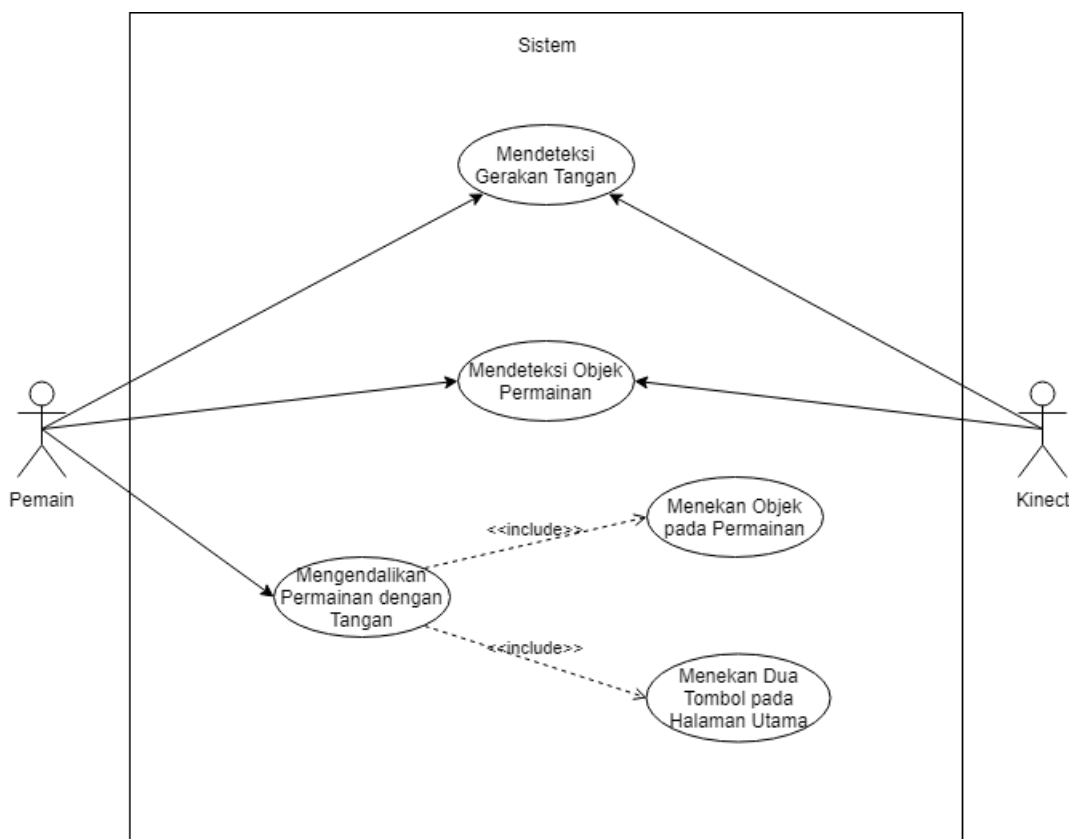 Sistem
Mendeteksi
Gerakan Tangan
Mendeteksi Objek
Permainan
Pemain
Kinect
Menekan Objek
pada Permainan
<<include>>
Mengendalikan
Permainan dengan
Tangan
<<include>>
Menekan Dua
Tombol pada
Halaman Utama